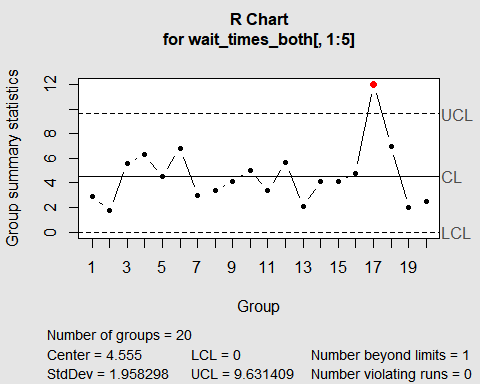 R Chart
for wait_times_both[, 1:5]
Group summary statistics
12
8
6
4
2
0
UCL
CL
LCL
1 3 5 7 9 11 13 15 17 19
Group
Number of groups = 20
Center = 4.555 LCL = 0 Number beyond limits = 1
StdDev = 1.958298 UCL = 9.631409 Number violating runs = 0